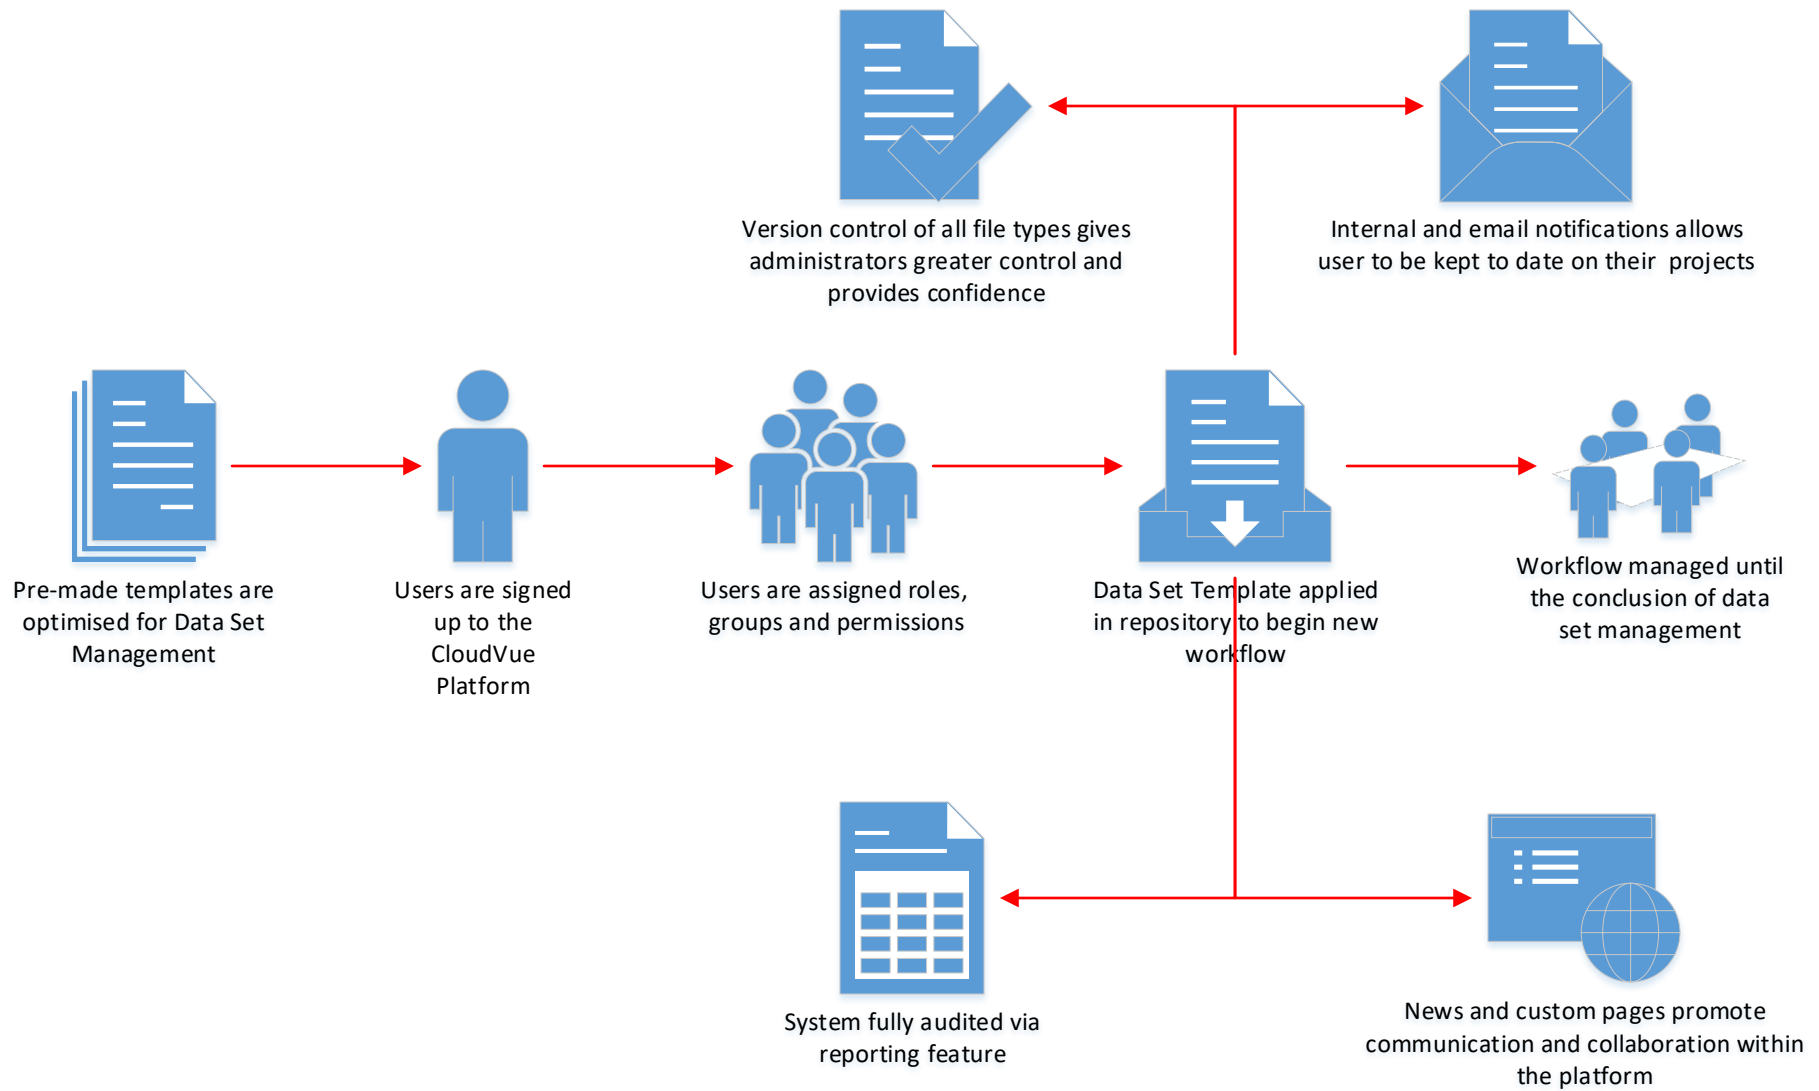 Version control of all file types gives
administrators greater control and
provides confidence
Internal and email notifications allows
user to be kept to date on their  projects
Pre-made templates are
optimised for Data Set
Management
Users are signed
up to the
CloudVue
Platform
Users are assigned roles,
groups and permissions
Data Set Template applied
in repository to begin new
workflow
Workflow managed until
the conclusion of data
set management
System fully audited via
reporting feature
News and custom pages promote
communication and collaboration within
the platform